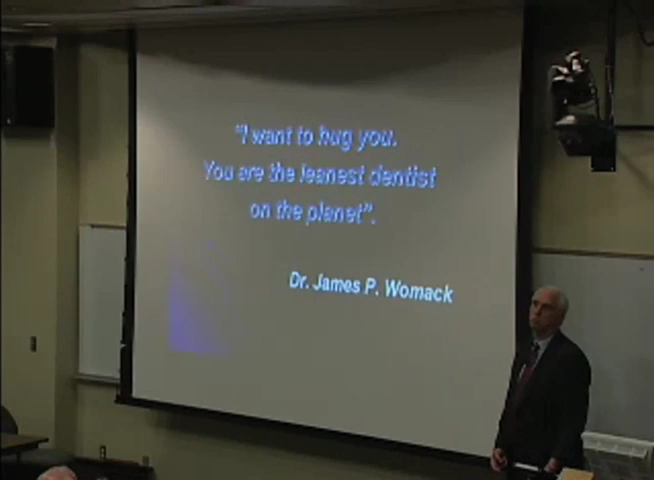 "I want to hug you.
You are the leanest dentist
on the planet".
Dr. James P. Womack